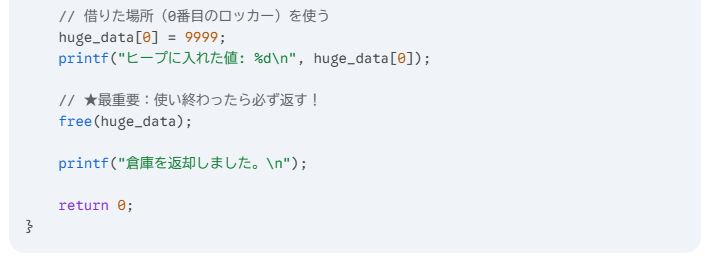 // 借りた場所（0番目のロッカー）を使う
huge_data[0] = 9999;
printf("ヒープに入れた値: %d\n", huge_data[0]);
// ★最重要：使い終わったら必ず返す！
free(huge_data);
printf("倉庫を返却しました。\n");
return 0;
}